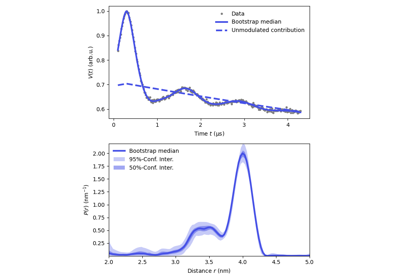 1.0
0.9
0.8
0.7
0.6
V(t) (arb.u.)
Data
Bootstrap median
Unmodulated contribution
0 1 2 3 4
Time t (μs)
2.00
1.75
1.50
1.25
1.00
0.75
0.50
0.25
P(r) (nm⁻¹)
Bootstrap median
95%-Conf. Inter.
50%-Conf. Inter.
2.0 2.5 3.0 3.5 4.0 4.5 5.0
Distance r (nm)